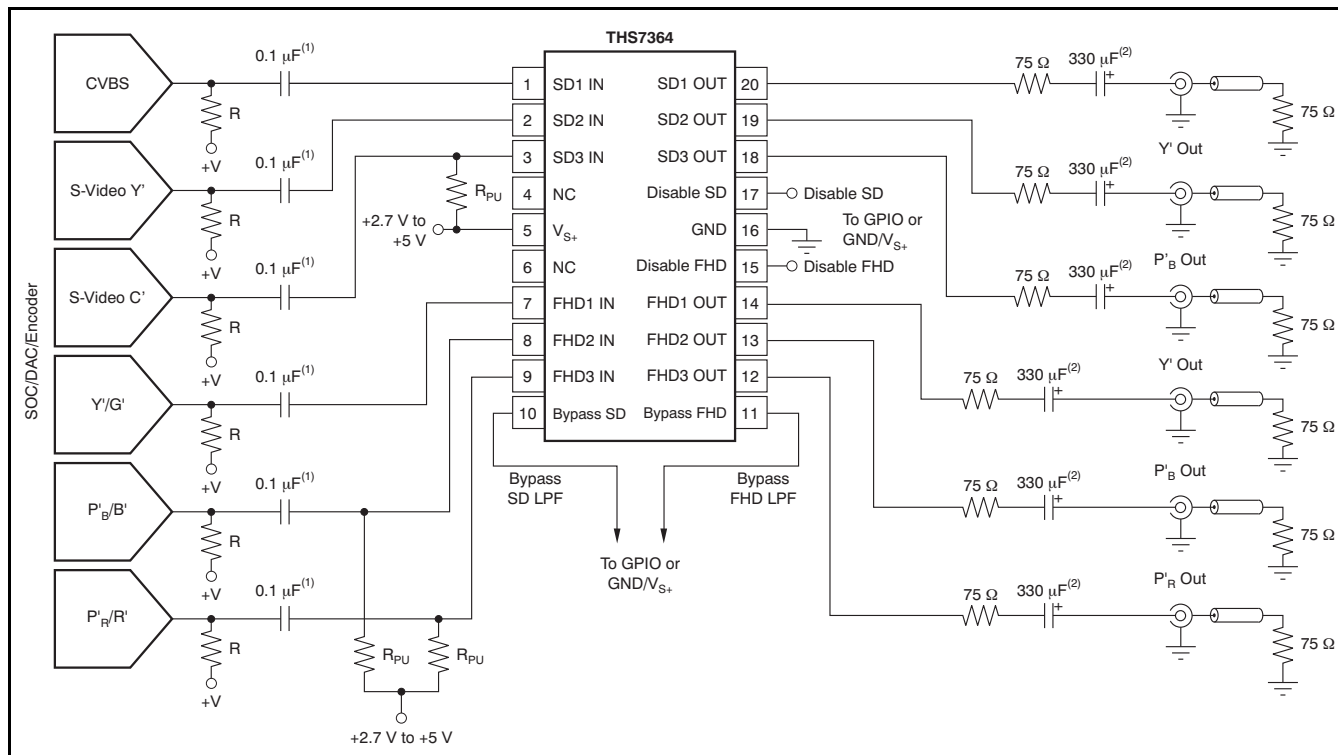 THS7364
SOC/DAC/Encoder
CVBS
0.1 µF(1)
R
+V
S-Video Y'
0.1 µF(1)
R
+V
S-Video C'
0.1 µF(1)
R
+V
Y'/G'
0.1 µF(1)
R
+V
P'B/B'
0.1 µF(1)
R
+V
P'R/R'
0.1 µF(1)
R
+V
RPU
+2.7 V to
+5 V
RPU
RPU
+2.7 V to +5 V
1 SD1 IN
2 SD2 IN
3 SD3 IN
4 NC
5 VS+
6 NC
7 FHD1 IN
8 FHD2 IN
9 FHD3 IN
10 Bypass SD
SD1 OUT 20
SD2 OUT 19
SD3 OUT 18
Disable SD 17
GND 16
Disable FHD 15
FHD1 OUT 14
FHD2 OUT 13
FHD3 OUT 12
Bypass FHD 11
Bypass
SD LPF
Bypass
FHD LPF
To GPIO or
GND/VS+
Disable SD
To GPIO or
GND/VS+
Disable FHD
75 Ω
330 µF(2)
+
75 Ω
Y' Out
75 Ω
330 µF(2)
+
75 Ω
P'B Out
75 Ω
330 µF(2)
+
75 Ω
Y' Out
75 Ω
330 µF(2)
+
75 Ω
P'B Out
75 Ω
330 µF(2)
+
75 Ω
P'R Out
75 Ω
330 µF(2)
+
75 Ω